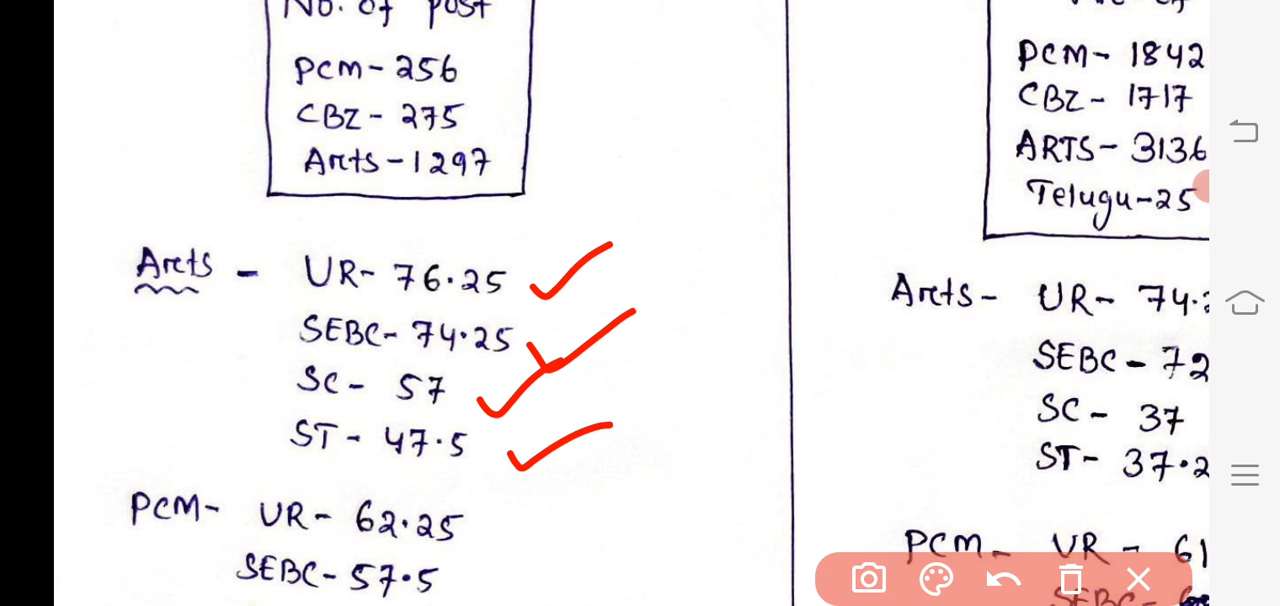 No. of Post
PCM - 256
CBZ - 275
Arts - 1297
Arts - UR - 76.25
SEBC - 74.25
SC - 57
ST - 47.5
PCM - UR - 62.25
SEBC - 57.5
PCM - 1842
CBZ - 1717
ARTS - 3136
Telugu - 25
Arts - UR - 74.2
SEBC - 72
SC - 37
ST - 37.2
PCM - UR - 61
SEBC -